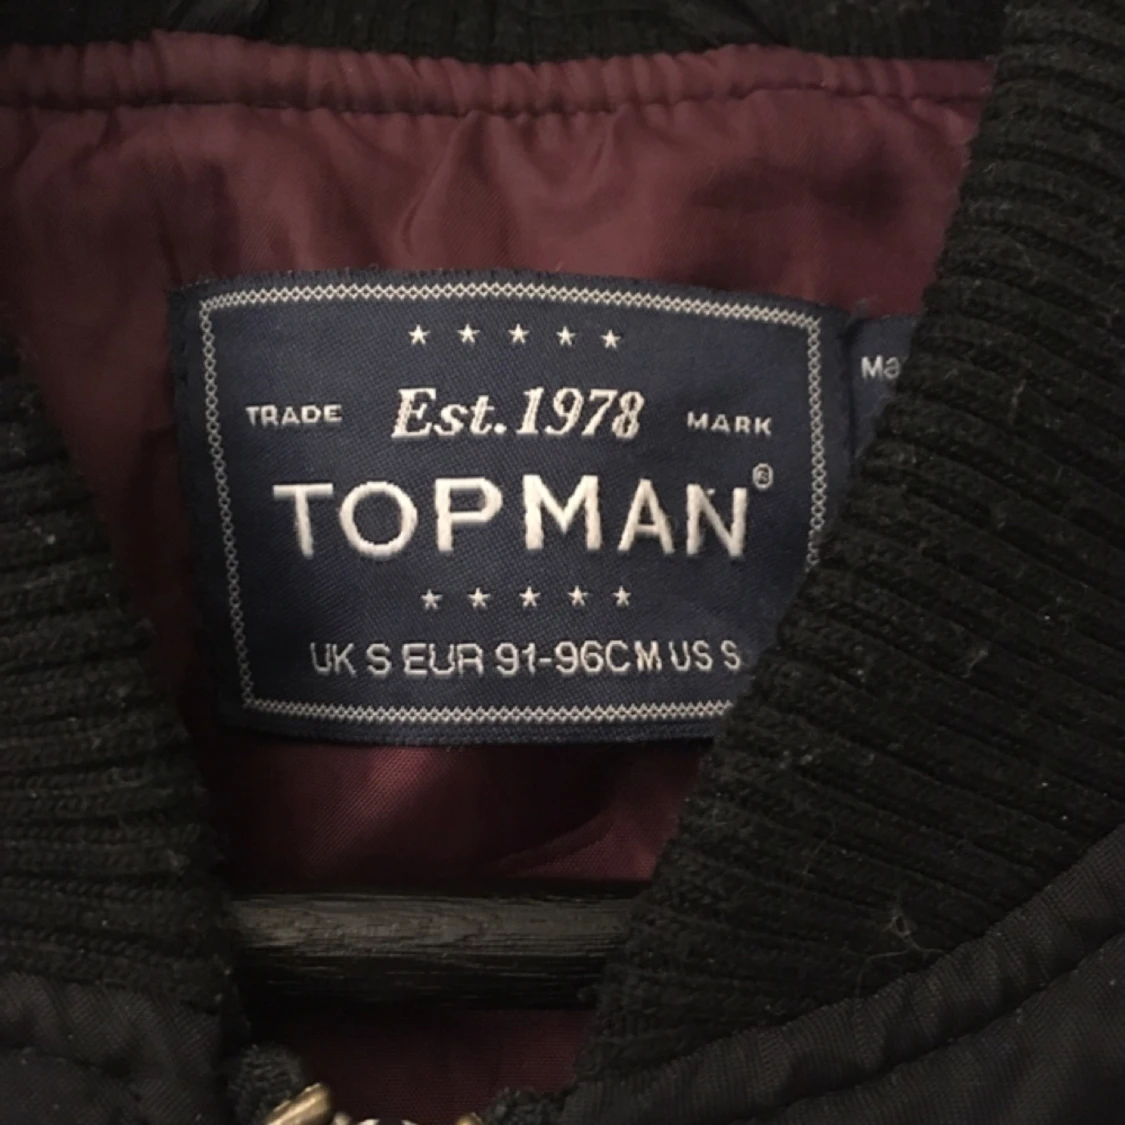 ★ ★ ★ ★ ★
TRADE Est. 1978 MARK
TOPMAN®
★ ★ ★ ★ ★
UK S EUR 91-96CM US S